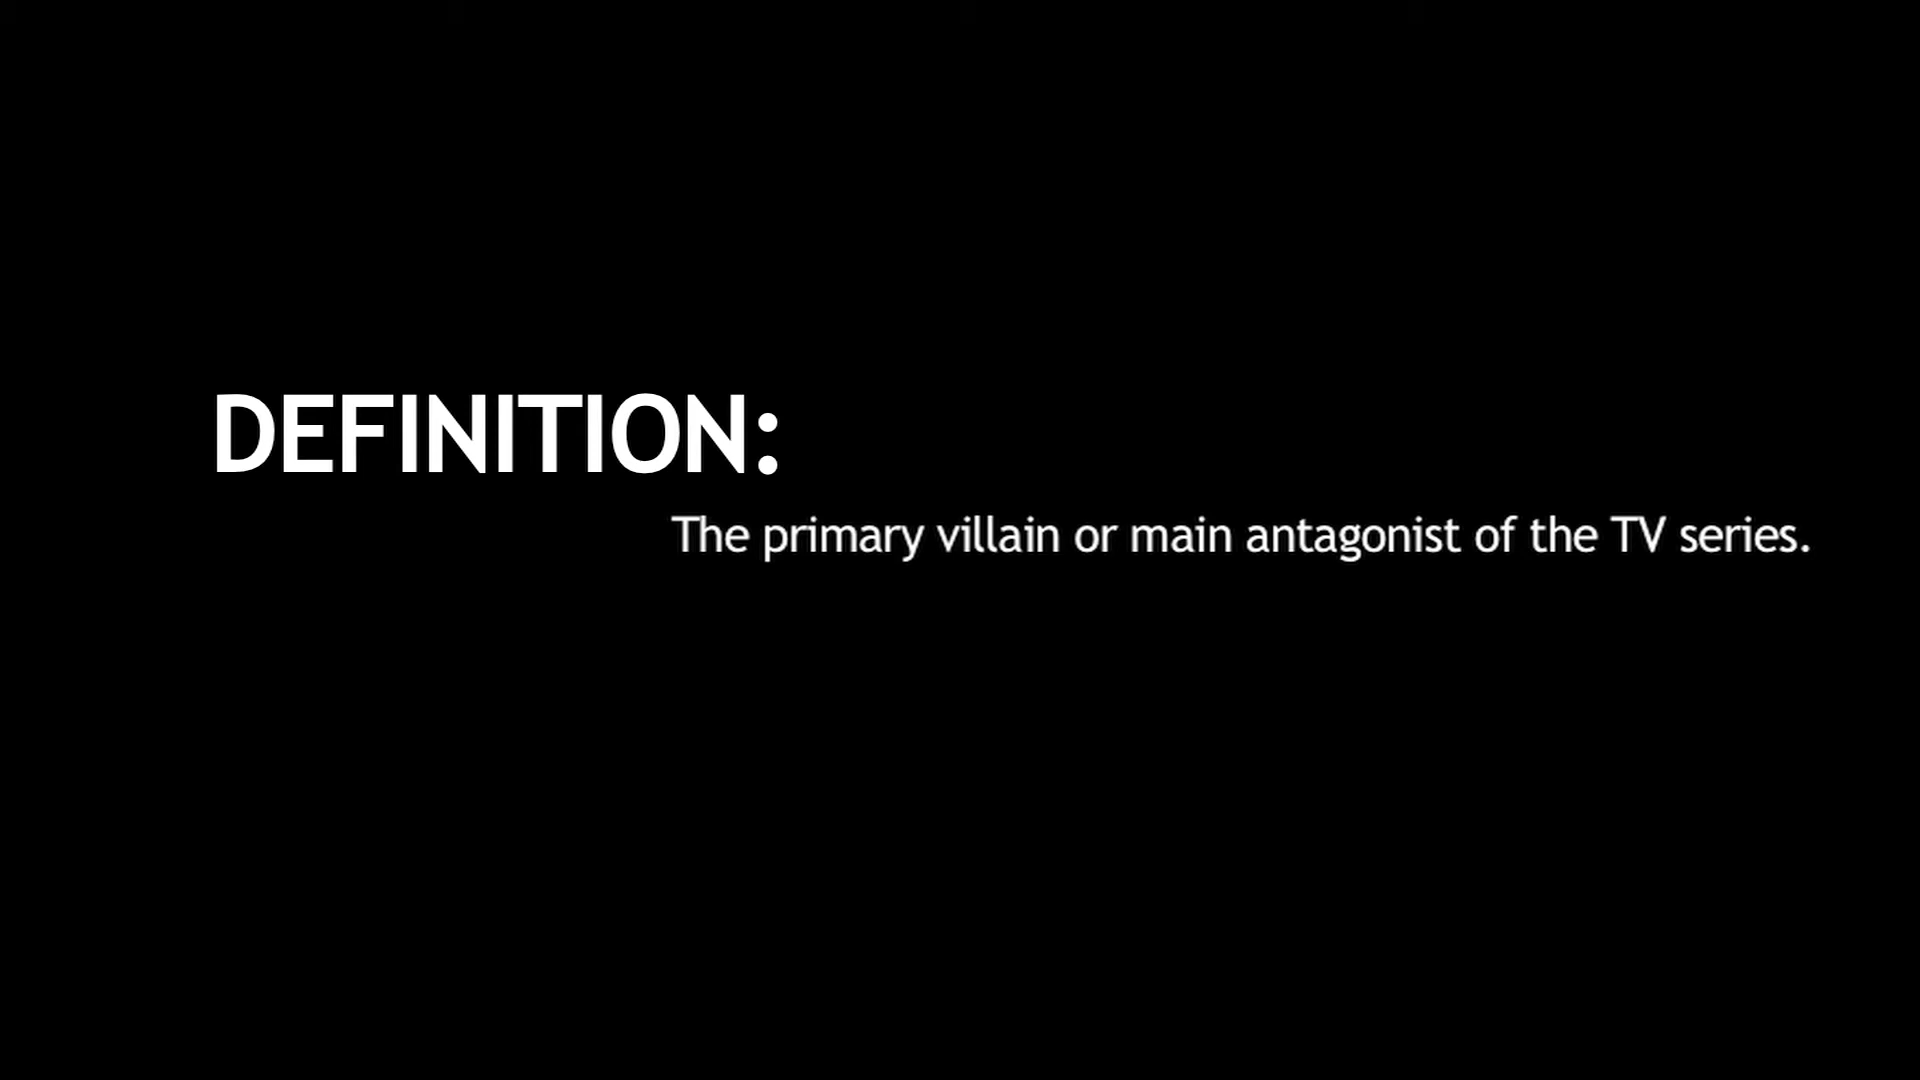 DEFINITION:
The primary villain or main antagonist of the TV series.